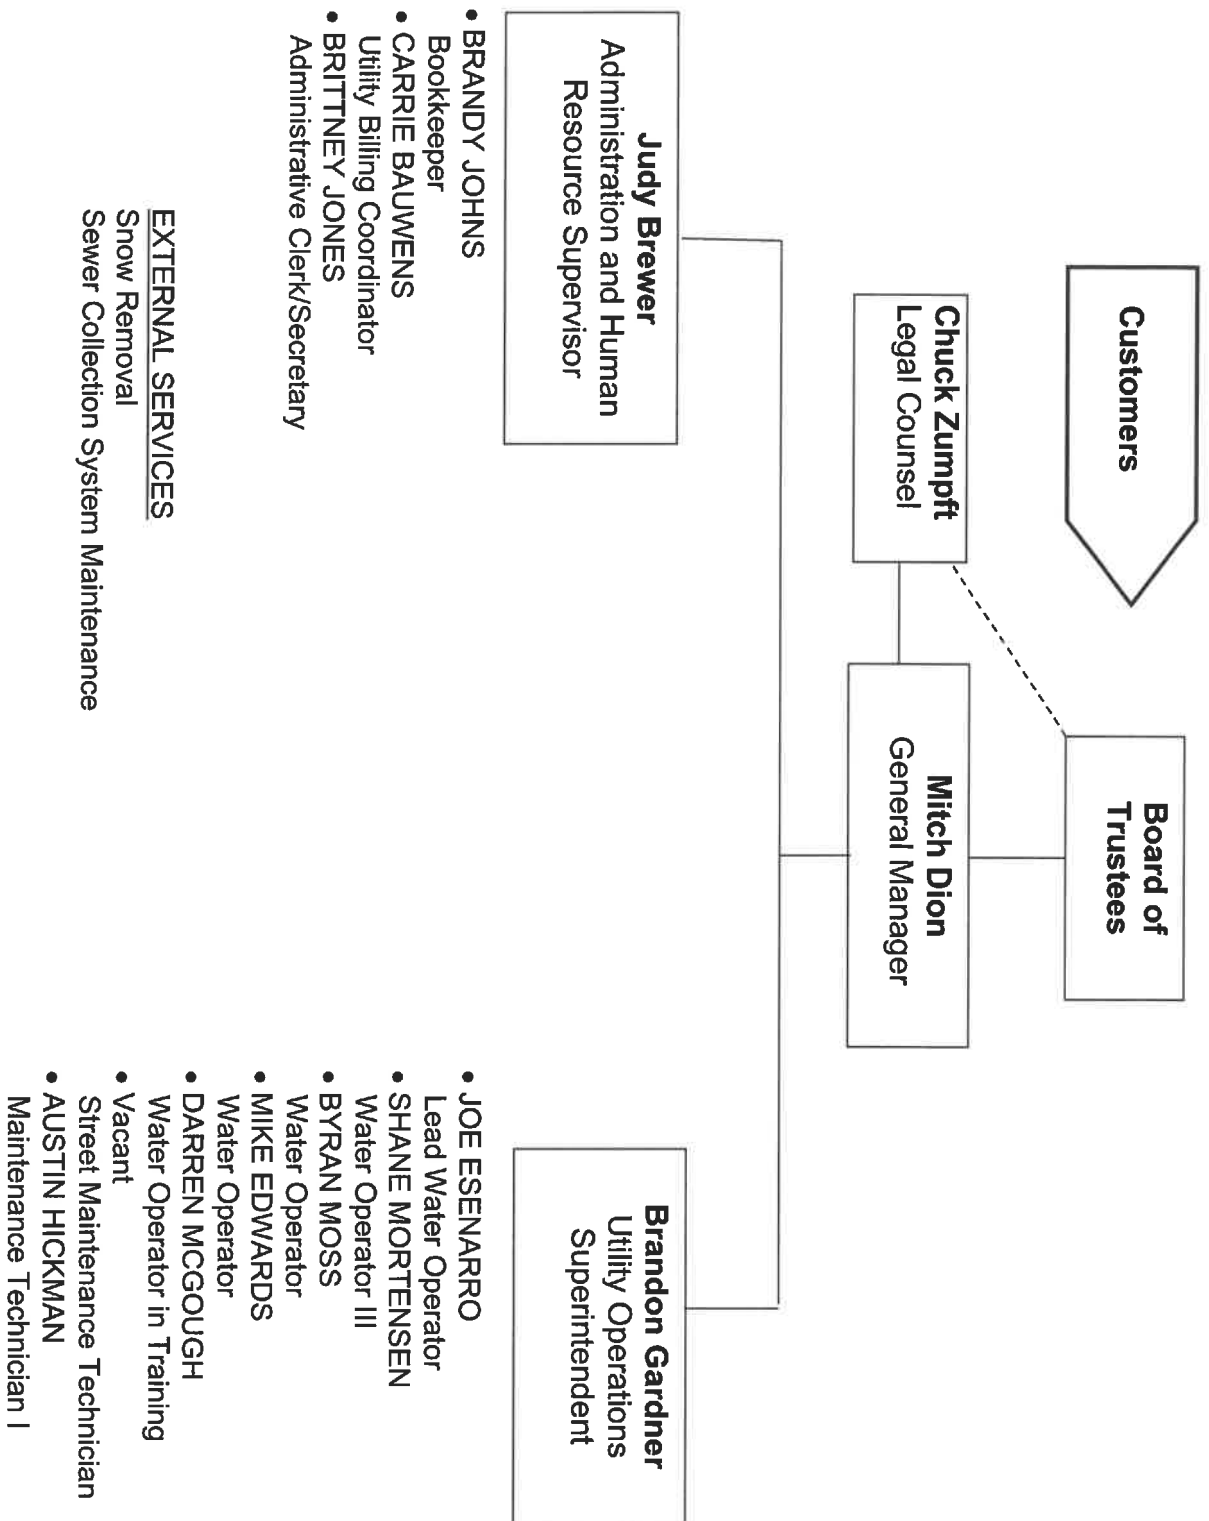 Customers
Board of
Trustees
Chuck Zumpft
Legal Counsel
Mitch Dion
General Manager
Judy Brewer
Administration and Human
Resource Supervisor
Brandon Gardner
Utility Operations
Superintendent
• BRANDY JOHNS
Bookkeeper
• CARRIE BAUWENS
Utility Billing Coordinator
• BRITTNEY JONES
Administrative Clerk/Secretary
• JOE ESENARRO
Lead Water Operator
• SHANE MORTENSEN
Water Operator III
• BYRAN MOSS
Water Operator
• MIKE EDWARDS
Water Operator
• DARREN MCGOUGH
Water Operator in Training
• Vacant
Street Maintenance Technician
• AUSTIN HICKMAN
Maintenance Technician I
EXTERNAL SERVICES
Snow Removal
Sewer Collection System Maintenance